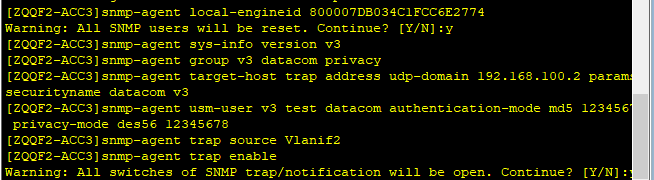 [ZQQF2-ACC3]snmp-agent local-engineid 800007DB034C1FCC6E2774
Warning: All SNMP users will be reset. Continue? [Y/N]:y
[ZQQF2-ACC3]snmp-agent sys-info version v3
[ZQQF2-ACC3]snmp-agent group v3 datacom privacy
[ZQQF2-ACC3]snmp-agent target-host trap address udp-domain 192.168.100.2 params
securityname datacom v3
[ZQQF2-ACC3]snmp-agent usm-user v3 test datacom authentication-mode md5 1234567
privacy-mode des56 12345678
[ZQQF2-ACC3]snmp-agent trap source Vlanif2
[ZQQF2-ACC3]snmp-agent trap enable
Warning: All switches of SNMP trap/notification will be open. Continue? [Y/N]:y